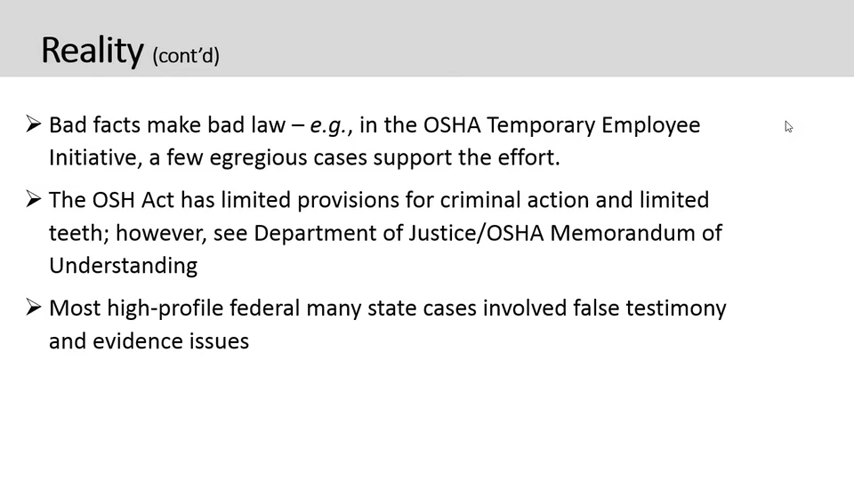 Reality (cont’d)
➢ Bad facts make bad law – e.g., in the OSHA Temporary Employee
Initiative, a few egregious cases support the effort.
➢ The OSH Act has limited provisions for criminal action and limited
teeth; however, see Department of Justice/OSHA Memorandum of
Understanding
➢ Most high-profile federal many state cases involved false testimony
and evidence issues